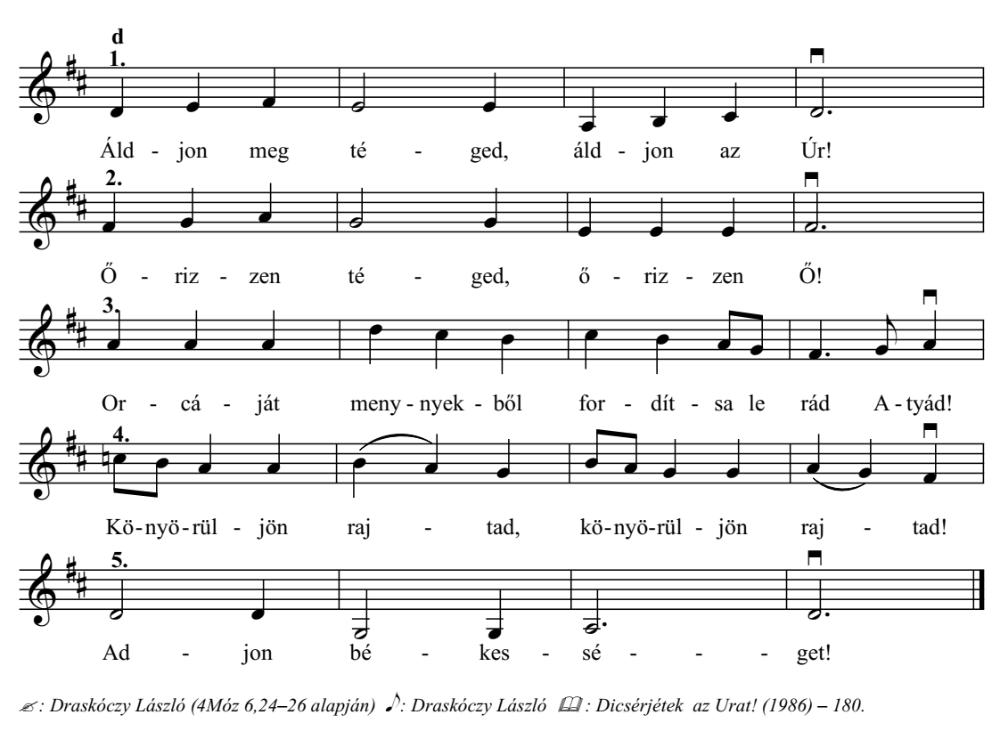 d
1.
Áld - jon meg té - ged, áld - jon az Úr!
2.
Ő - riz - zen té - ged, ő - riz - zen Ő!
3.
Or - cá - ját meny - nyek - ből for - dít - sa le rád A - tyád!
4.
Kö - nyö - rül - jön raj - tad, kö - nyö - rül - jön raj - tad!
5.
Ad - jon bé - kes - sé - - - get!
: Draskóczy László (4Móz 6,24–26 alapján) : Draskóczy László : Dicsérjétek az Urat! (1986) – 180.